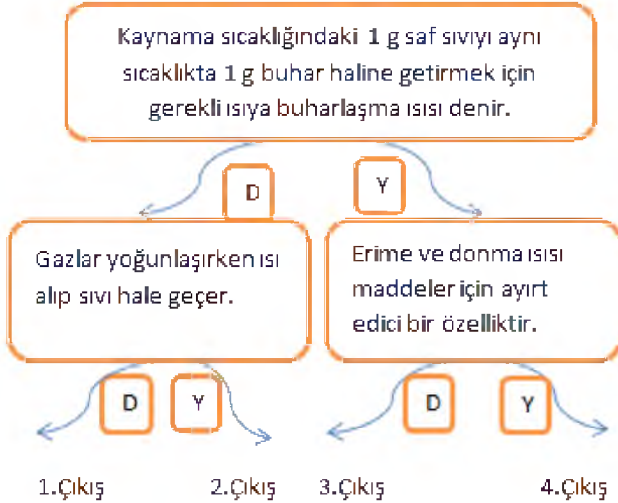 Kaynama sıcaklığındaki 1 g saf sıvıyı aynı
sıcaklıkta 1 g buhar haline getirmek için
gerekli ısıya buharlaşma ısısı denir.
D
Y
Gazlar yoğunlaşırken ısı
alıp sıvı hale geçer.
Erime ve donma ısısı
maddeler için ayırt
edici bir özelliktir.
D
Y
D
Y
1.Çıkış
2.Çıkış
3.Çıkış
4.Çıkış